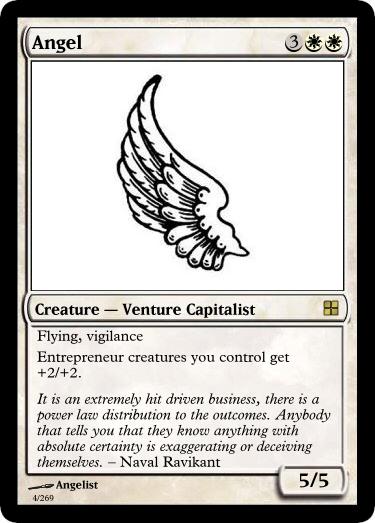 Angel 3
Creature — Venture Capitalist
Flying, vigilance
Entrepreneur creatures you control get
+2/+2.
It is an extremely hit driven business, there is a
power law distribution to the outcomes. Anybody
that tells you that they know anything with
absolute certainty is exaggerating or deceiving
themselves. – Naval Ravikant
5/5
Angelist
4/269